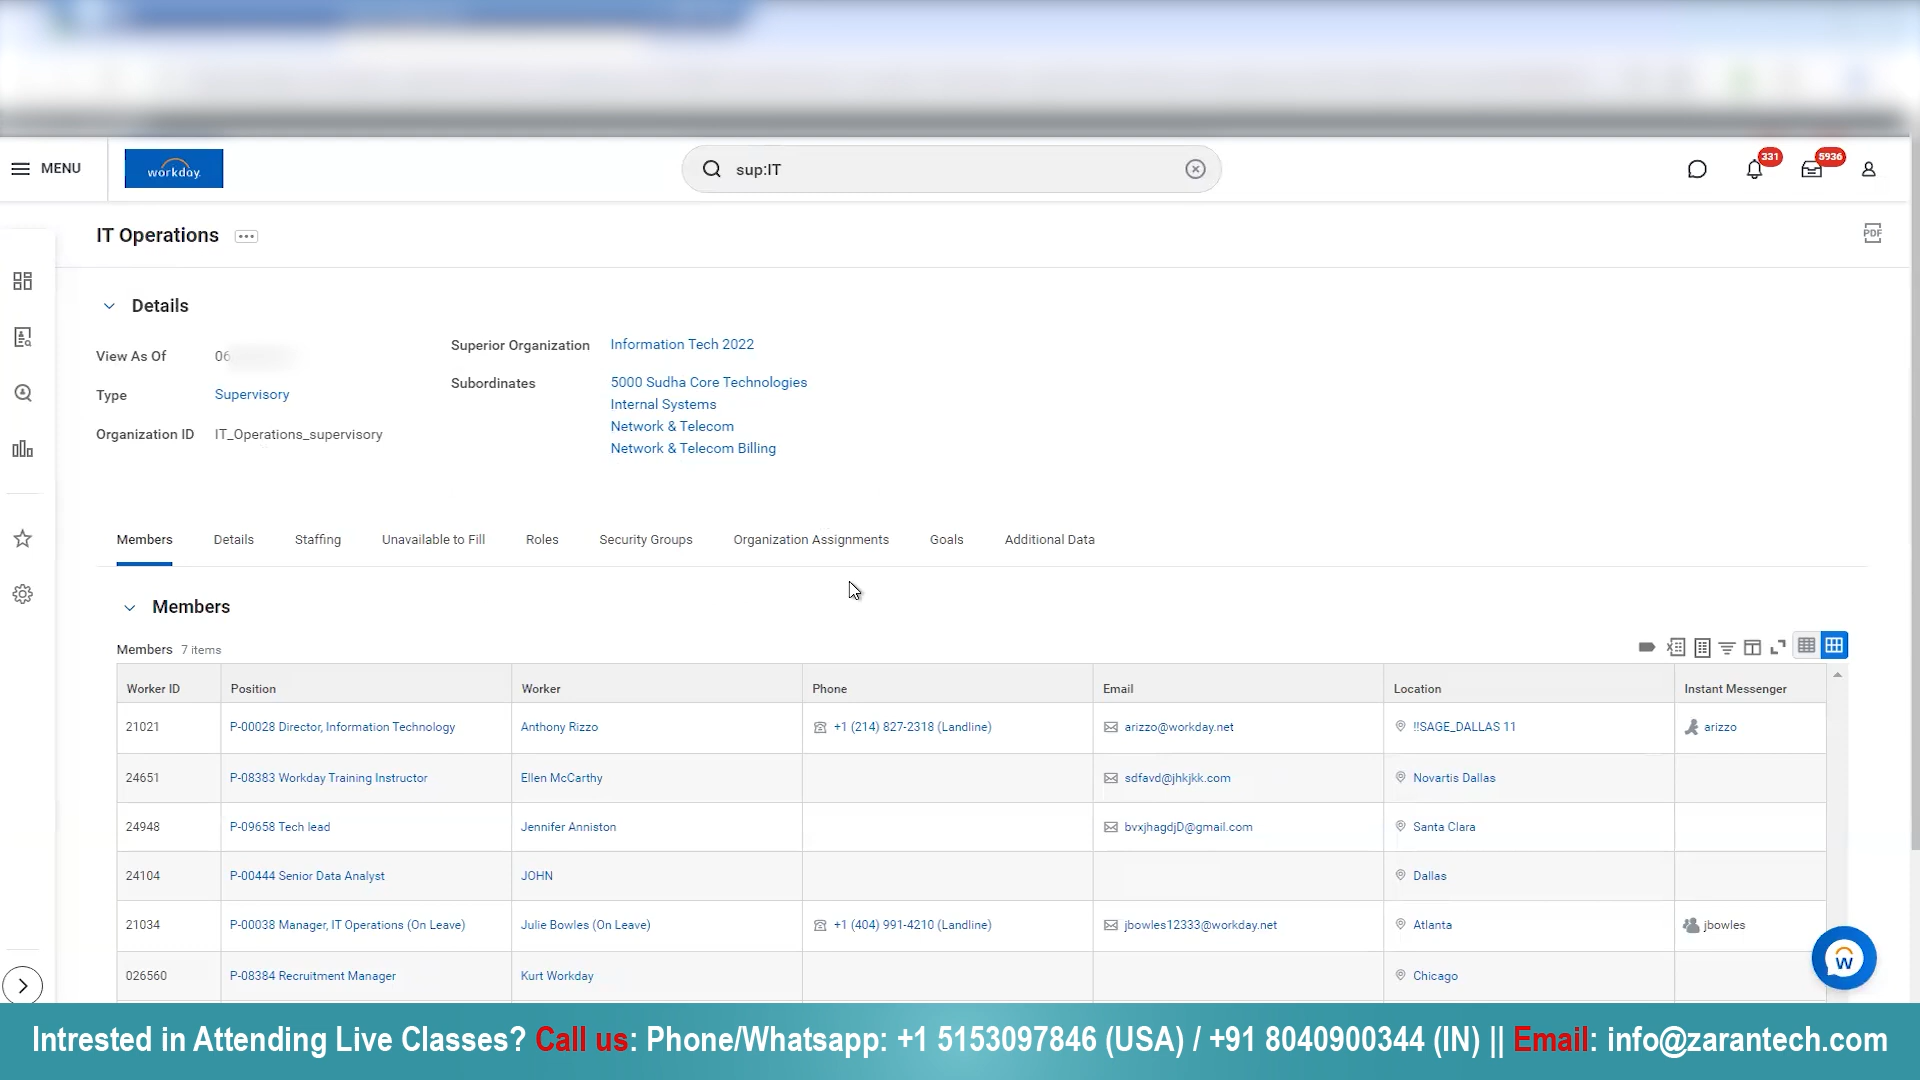 MENU
workday.
sup:IT
331
5936
IT Operations
PDF
Details
View As Of 06
Type Supervisory
Organization ID IT_Operations_supervisory
Superior Organization Information Tech 2022
Subordinates 5000 Sudha Core Technologies
Internal Systems
Network & Telecom
Network & Telecom Billing
Members Details Staffing Unavailable to Fill Roles Security Groups Organization Assignments Goals Additional Data
Members
Members 7 items
Worker ID Position Worker Phone Email Location Instant Messenger
21021 P-00028 Director, Information Technology Anthony Rizzo +1 (214) 827-2318 (Landline) arizzo@workday.net !!SAGE_DALLAS 11 arizzo
24651 P-08383 Workday Training Instructor Ellen McCarthy sdfavd@jhkjkk.com Novartis Dallas
24948 P-09658 Tech lead Jennifer Anniston bvxjhagdjD@gmail.com Santa Clara
24104 P-00444 Senior Data Analyst JOHN Dallas
21034 P-00038 Manager, IT Operations (On Leave) Julie Bowles (On Leave) +1 (404) 991-4210 (Landline) jbowles12333@workday.net Atlanta jbowles
026560 P-08384 Recruitment Manager Kurt Workday Chicago
W
Intrested in Attending Live Classes? Call us: Phone/Whatsapp: +1 5153097846 (USA) / +91 8040900344 (IN) || Email: info@zarantech.com